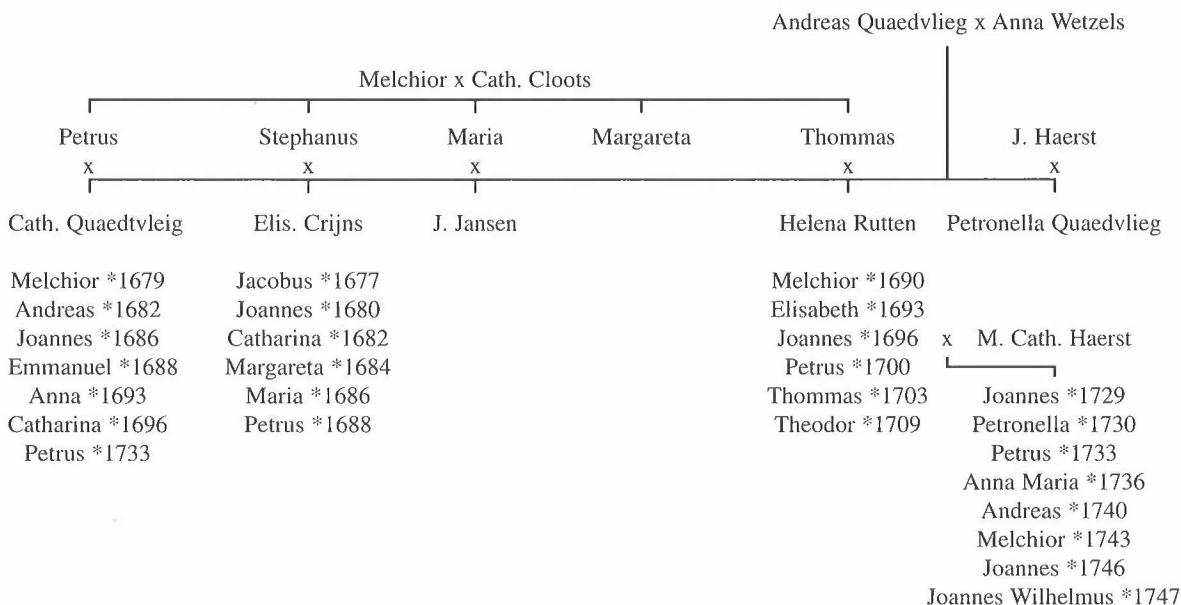 Andreas Quaedvlieg x Anna Wetzels
Melchior x Cath. Cloots
Petrus Stephanus Maria Margareta Thommas J. Haerst
x x x x x
Cath. Quaedtvleig Elis. Crijns J. Jansen Helena Rutten Petronella Quaedvlieg
Melchior *1679 Jacobus *1677 Melchior *1690
Andreas *1682 Joannes *1680 Elisabeth *1693
Joannes *1686 Catharina *1682 Joannes *1696 x M. Cath. Haerst
Emmanuel *1688 Margareta *1684 Petrus *1700
Anna *1693 Maria *1686 Thommas *1703 Joannes *1729
Catharina *1696 Petrus *1688 Theodor *1709 Petronella *1730
Petrus *1733 Petrus *1733
Anna Maria *1736
Andreas *1740
Melchior *1743
Joannes *1746
Joannes Wilhelmus *1747